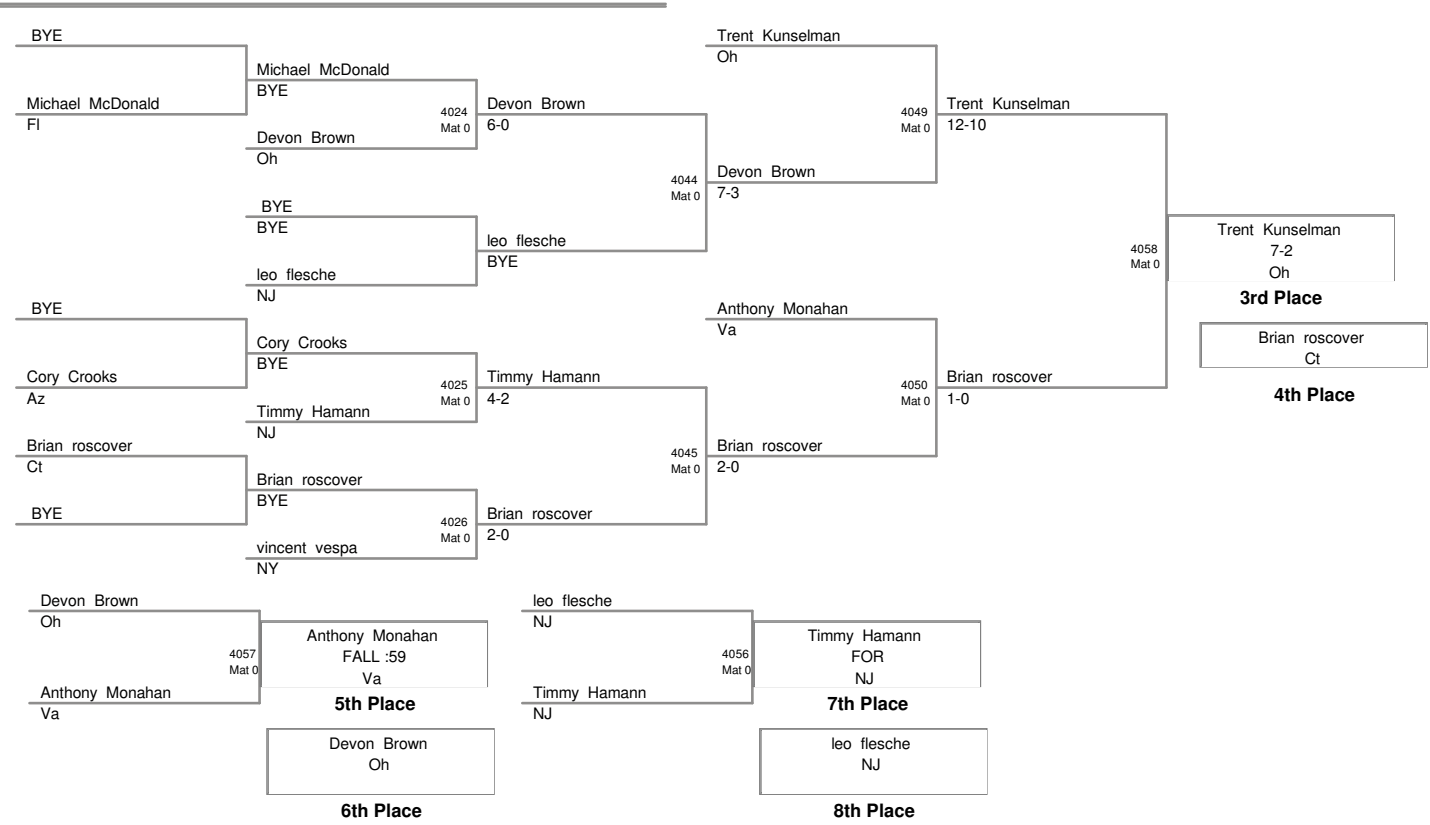 BYE
Michael McDonald
Fl
Michael McDonald
BYE
4024
Mat 0
Devon Brown
Oh
Devon Brown
6-0
BYE
BYE
leo flesche
NJ
leo flesche
BYE
4044
Mat 0
Trent Kunselman
Oh
Devon Brown
7-3
4049
Mat 0
Trent Kunselman
12-10
BYE
Cory Crooks
Az
Cory Crooks
BYE
4025
Mat 0
Timmy Hamann
NJ
Timmy Hamann
4-2
Brian roscover
Ct
BYE
Brian roscover
BYE
4026
Mat 0
vincent vespa
NY
Brian roscover
2-0
4045
Mat 0
Anthony Monahan
Va
Brian roscover
2-0
4050
Mat 0
Brian roscover
1-0
4058
Mat 0
Trent Kunselman
7-2
Oh
3rd Place
Brian roscover
Ct
4th Place
Devon Brown
Oh
4057
Mat 0
Anthony Monahan
Va
Anthony Monahan
FALL :59
Va
5th Place
Devon Brown
Oh
6th Place
leo flesche
NJ
4056
Mat 0
Timmy Hamann
NJ
Timmy Hamann
FOR
NJ
7th Place
leo flesche
NJ
8th Place